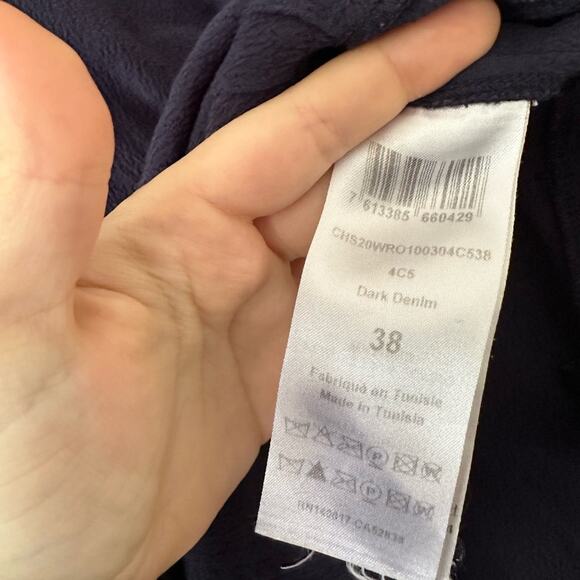 7 613385 660429
CHS20WRO100304C538
4C5
Dark Denim
38
Fabriqué en Tunisie
Made in Tunisia
P W
P W